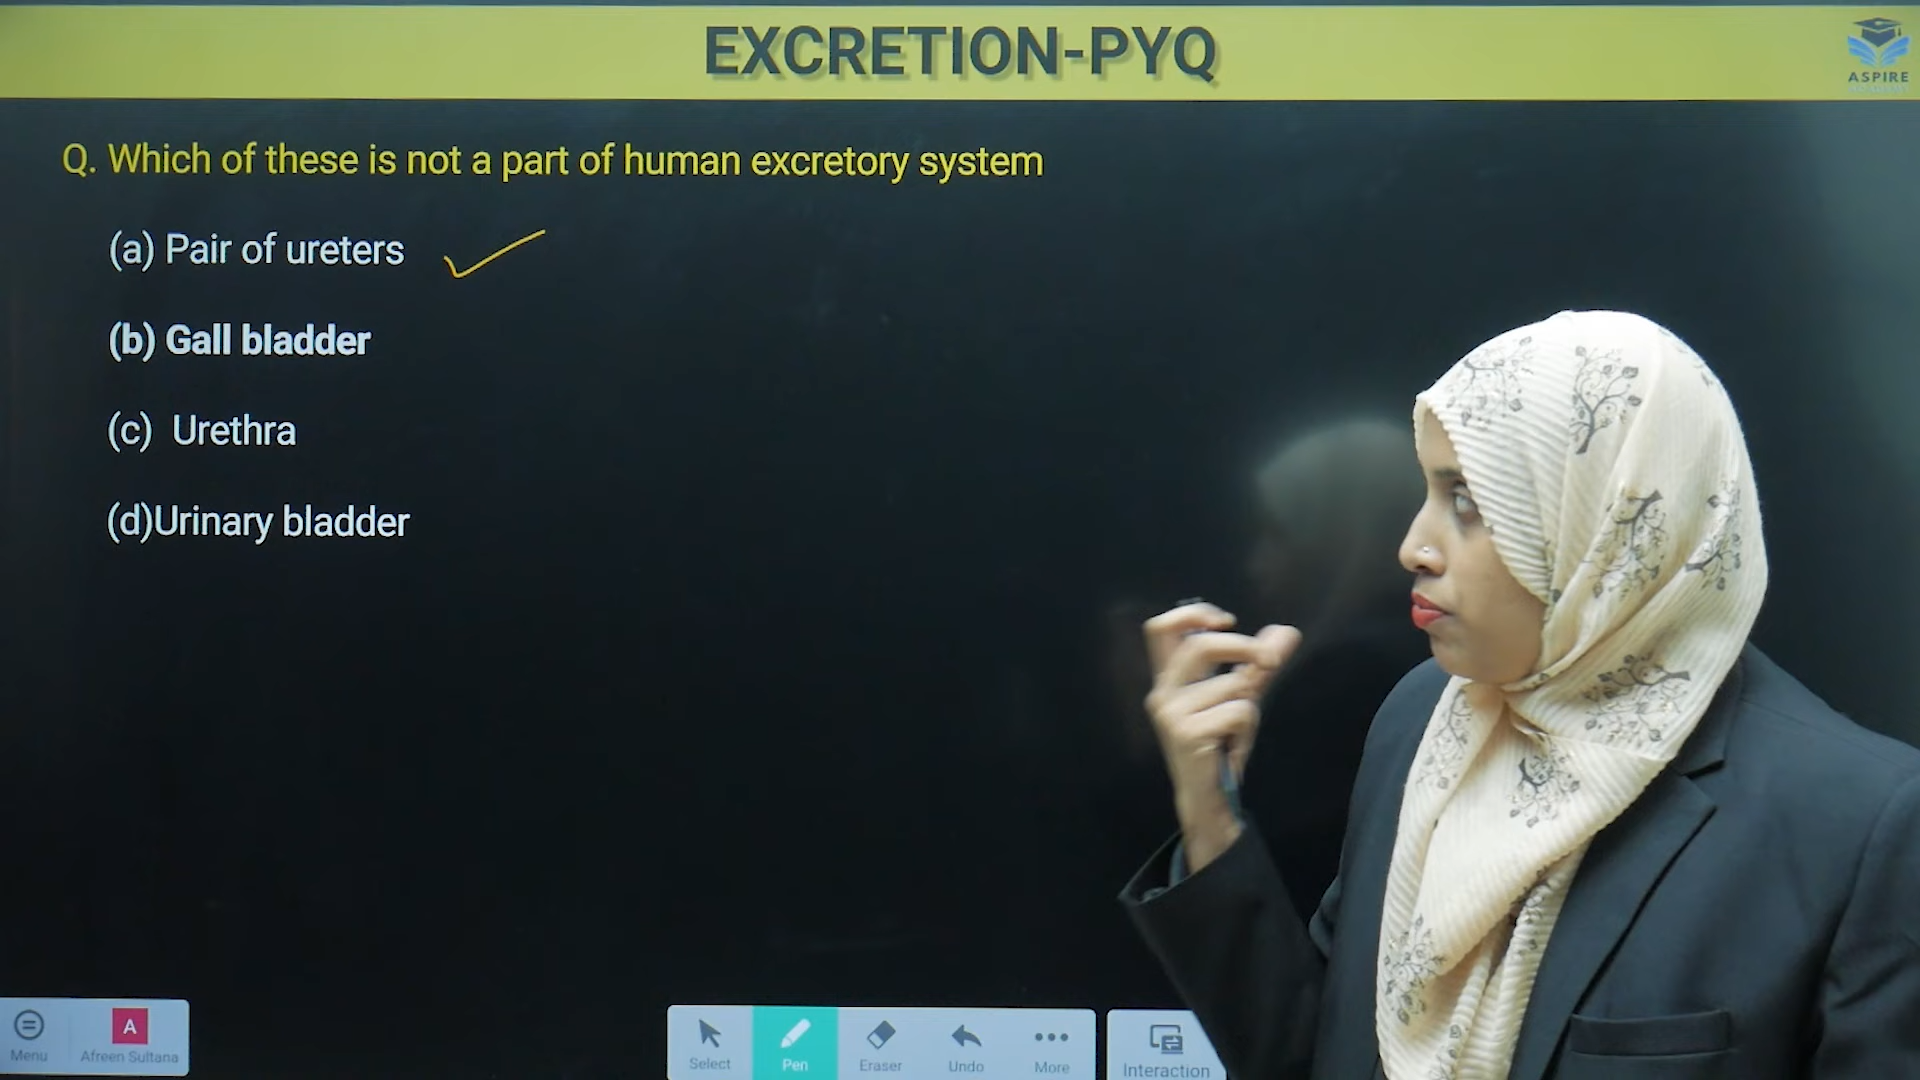 EXCRETION-PYQ
ASPIRE
Q. Which of these is not a part of human excretory system
(a) Pair of ureters
(b) Gall bladder
(c) Urethra
(d)Urinary bladder
Menu
A
Afreen Sultana
Select
Pen
Eraser
Undo
More
Interaction